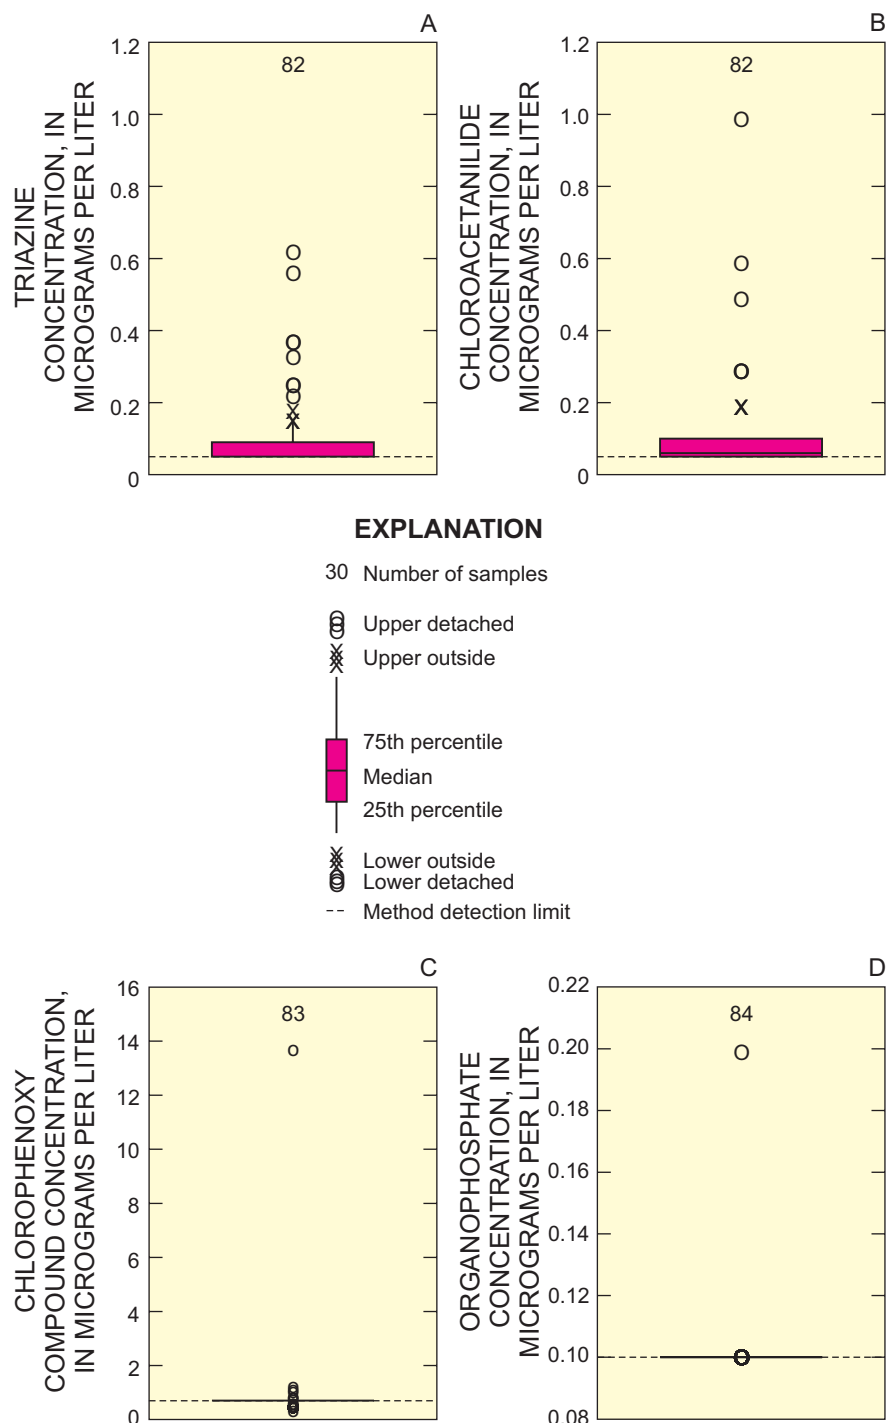 A
TRIAZINE
CONCENTRATION, IN
MICROGRAMS PER LITER
1.2
1.0
0.8
0.6
0.4
0.2
0
82
B
CHLOROACETANILIDE
CONCENTRATION, IN
MICROGRAMS PER LITER
1.2
1.0
0.8
0.6
0.4
0.2
0
82
EXPLANATION
30 Number of samples
Upper detached
Upper outside
75th percentile
Median
25th percentile
Lower outside
Lower detached
Method detection limit
C
CHLOROPHENOXY
COMPOUND CONCENTRATION,
IN MICROGRAMS PER LITER
16
14
12
10
8
6
4
2
0
83
D
ORGANOPHOSPHATE
CONCENTRATION, IN
MICROGRAMS PER LITER
0.22
0.20
0.18
0.16
0.14
0.12
0.10
0.08
84